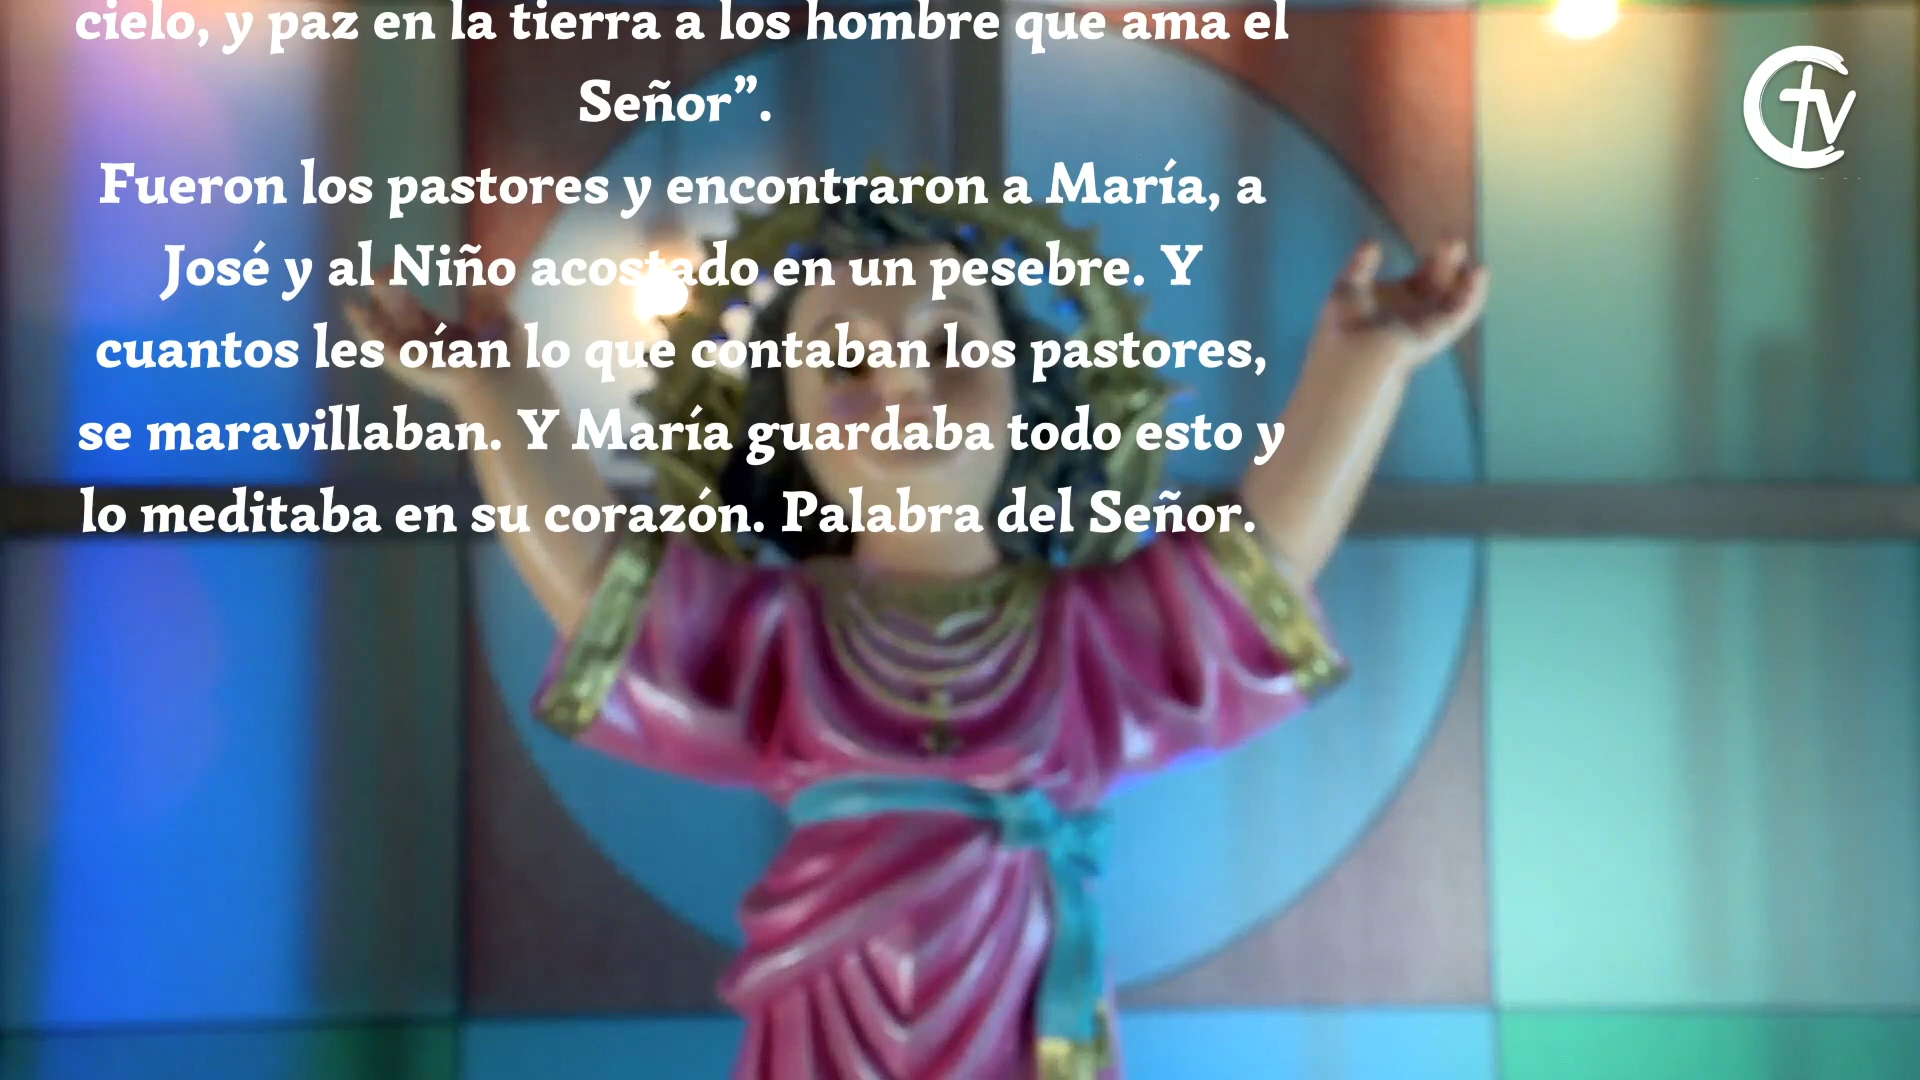 cielo, y paz en la tierra a los hombre que ama el
Señor”.
Fueron los pastores y encontraron a María, a
José y al Niño acostado en un pesebre. Y
cuantos les oían lo que contaban los pastores,
se maravillaban. Y María guardaba todo esto y
lo meditaba en su corazón. Palabra del Señor.
CTV